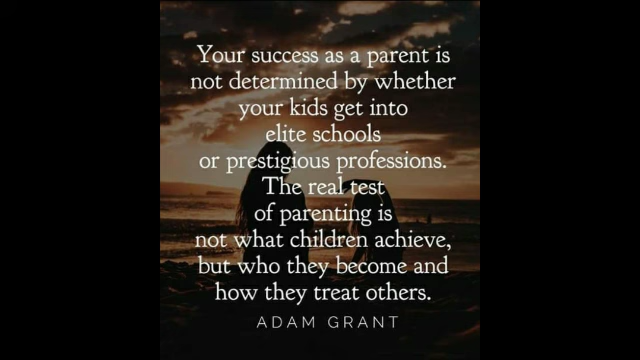 Your success as a parent is
not determined by whether
your kids get into
elite schools
or prestigious professions.
The real test
of parenting is
not what children achieve,
but who they become and
how they treat others.
ADAM GRANT